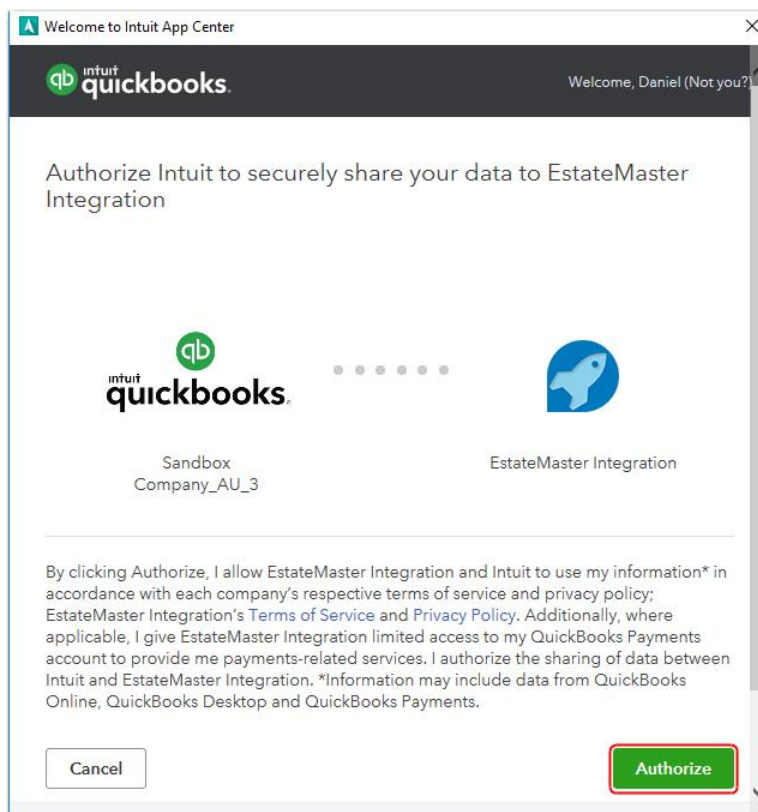 Welcome to Intuit App Center
intuit
quickbooks.
Welcome, Daniel (Not you?)
Authorize Intuit to securely share your data to EstateMaster
Integration
qb
intuit
quickbooks.
Sandbox
Company_AU_3
EstateMaster Integration
By clicking Authorize, I allow EstateMaster Integration and Intuit to use my information* in
accordance with each company's respective terms of service and privacy policy;
EstateMaster Integration's Terms of Service and Privacy Policy. Additionally, where
applicable, I give EstateMaster Integration limited access to my QuickBooks Payments
account to provide me payments-related services. I authorize the sharing of data between
Intuit and EstateMaster Integration. *Information may include data from QuickBooks
Online, QuickBooks Desktop and QuickBooks Payments.
Cancel
Authorize